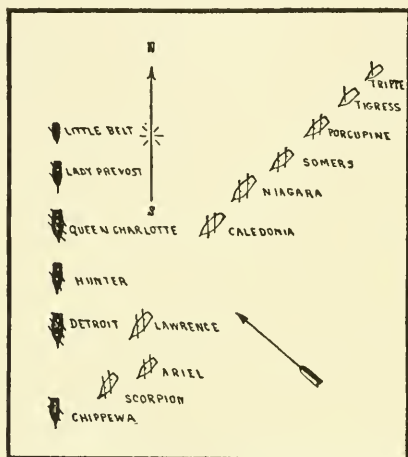 N
TRIPPE
TIGRESS
LITTLE BELT
PORCUPINE
SOMERS
LADY PREVOST
NIAGARA
S
QUEEN CHARLOTTE
CALEDONIA
HUNTER
DETROIT
LAWRENCE
ARIEL
SCORPION
CHIPPEWA